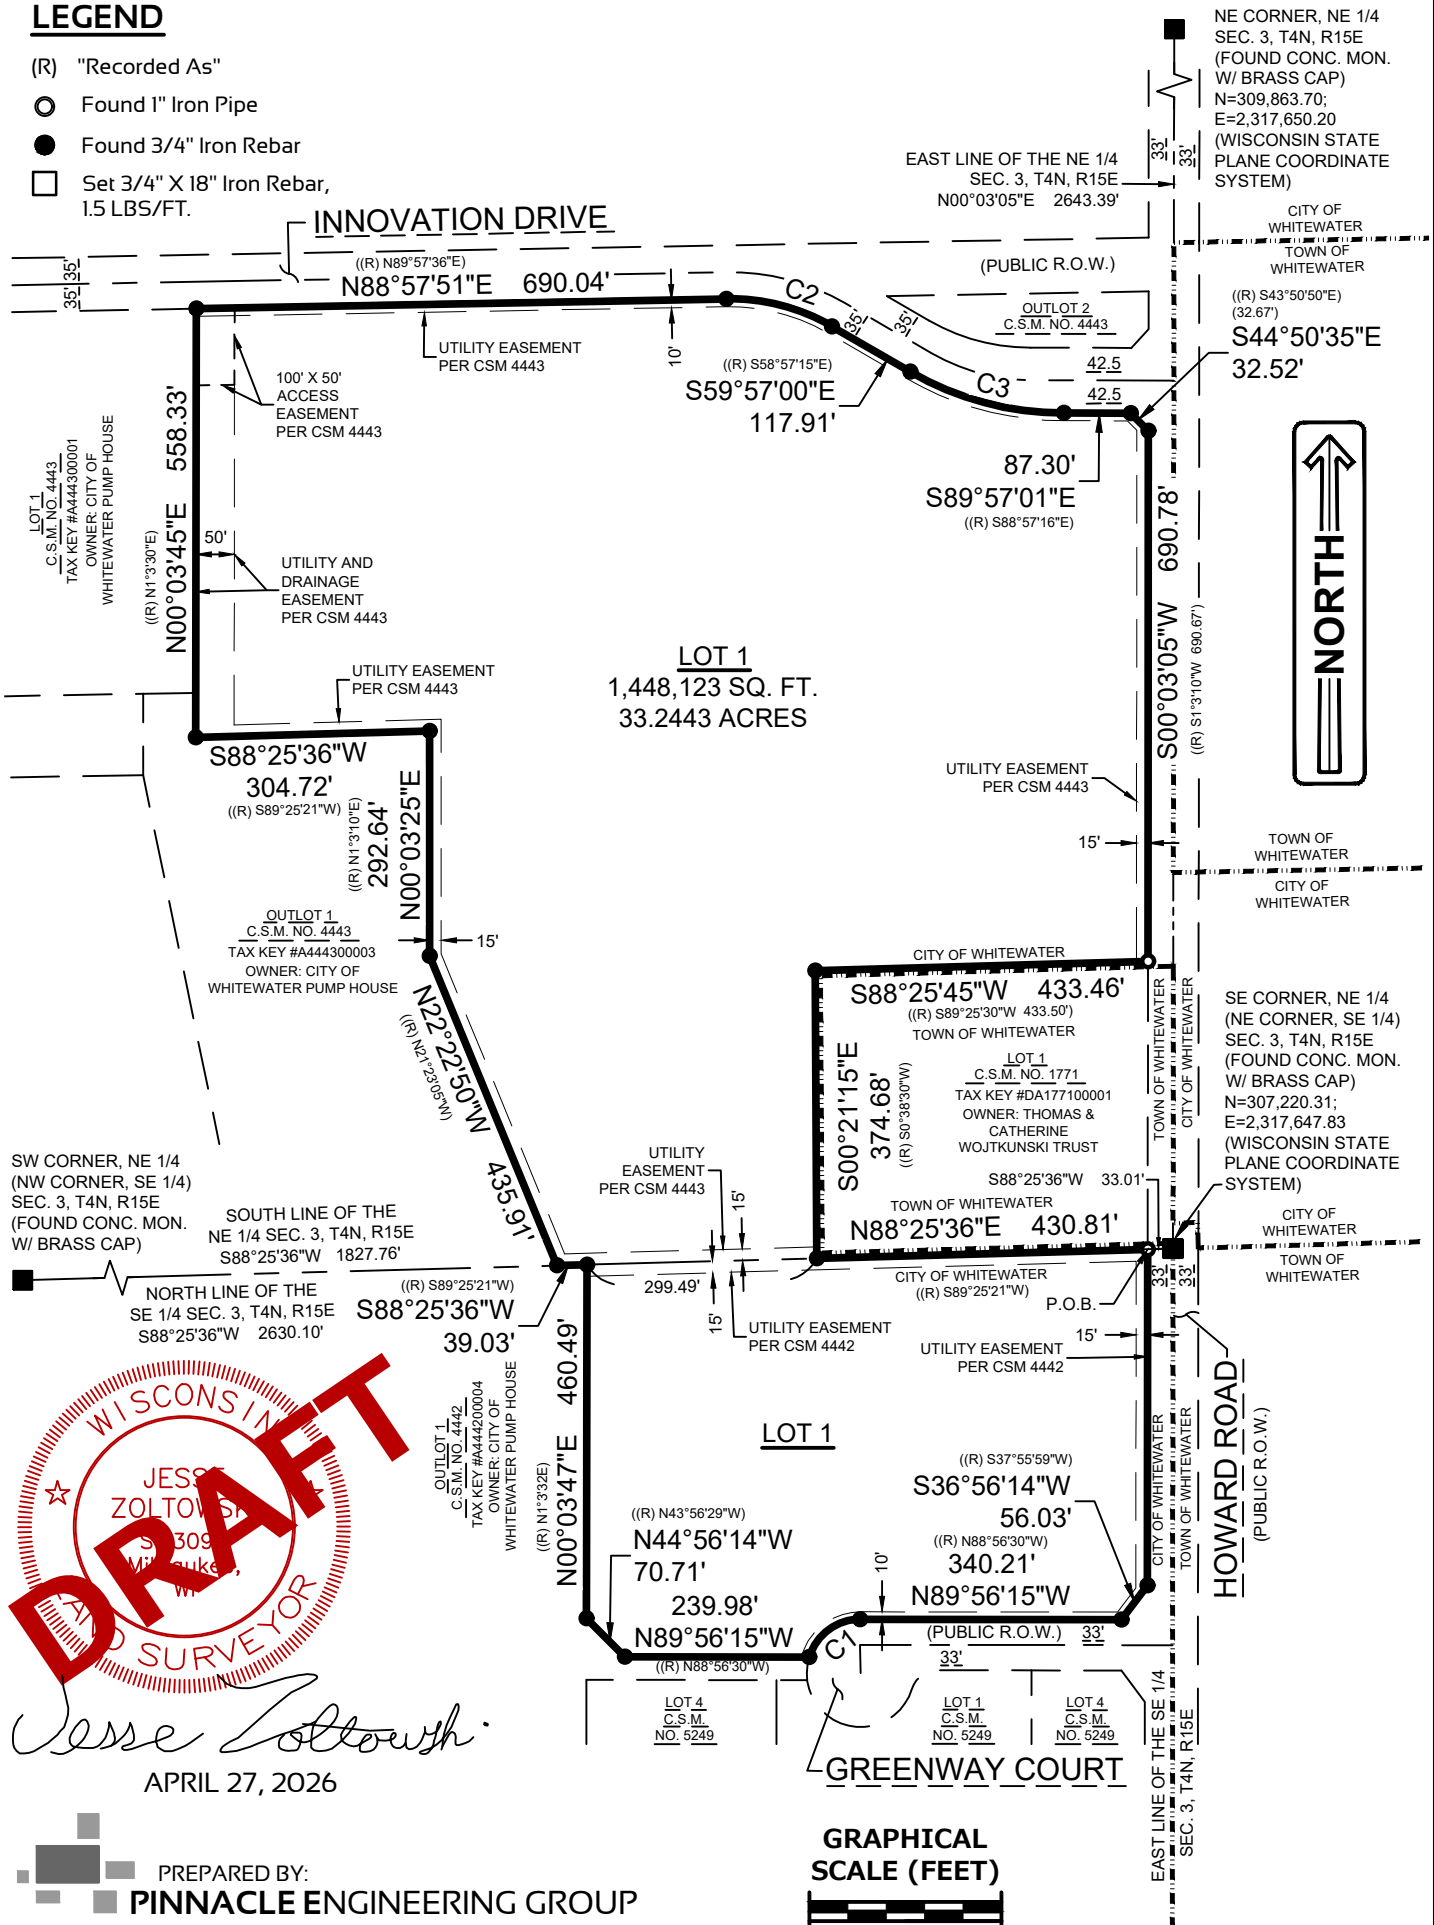 LEGEND
(R) "Recorded As"
Found 1" Iron Pipe
Found 3/4" Iron Rebar
Set 3/4" X 18" Iron Rebar,
1.5 LBS/FT.
NE CORNER, NE 1/4
SEC. 3, T4N, R15E
(FOUND CONC. MON.
W/ BRASS CAP)
N=309,863.70;
E=2,317,650.20
(WISCONSIN STATE
PLANE COORDINATE
SYSTEM)
33'
33'
EAST LINE OF THE NE 1/4
SEC. 3, T4N, R15E
N00°03'05"E 2643.39'
CITY OF
WHITEWATER
TOWN OF
WHITEWATER
INNOVATION DRIVE
(PUBLIC R.O.W.)
35'
35'
((R) N89°57'36"E)
N88°57'51"E 690.04'
C2
35'
35'
OUTLOT 2
C.S.M. NO. 4443
((R) S43°50'50"E)
(32.67')
S44°50'35"E
32.52'
UTILITY EASEMENT
PER CSM 4443
10'
((R) S58°57'15"E)
S59°57'00"E
117.91'
C3
42.5
42.5
100' X 50'
ACCESS
EASEMENT
PER CSM 4443
87.30'
S89°57'01"E
((R) S88°57'16"E)
LOT 1
C.S.M. NO. 4443
TAX KEY #A444300001
OWNER: CITY OF
WHITEWATER PUMP HOUSE
((R) N1°3'30"E)
N00°03'45"E 558.33'
50'
UTILITY AND
DRAINAGE
EASEMENT
PER CSM 4443
S00°03'05"W 690.78'
((R) S1°3'10"W 690.67')
NORTH
LOT 1
1,448,123 SQ. FT.
33.2443 ACRES
UTILITY EASEMENT
PER CSM 4443
S88°25'36"W
304.72'
((R) S89°25'21"W)
((R) N1°3'10"E)
292.64'
N00°03'25"E
UTILITY EASEMENT
PER CSM 4443
15'
TOWN OF
WHITEWATER
CITY OF
WHITEWATER
OUTLOT 1
C.S.M. NO. 4443
TAX KEY #A444300003
OWNER: CITY OF
WHITEWATER PUMP HOUSE
15'
CITY OF WHITEWATER
S88°25'45"W 433.46'
((R) S89°25'30"W 433.50')
TOWN OF WHITEWATER
N22°22'50"W 435.91'
((R) N21°23'05"W)
S00°21'15"E
374.68'
((R) S0°38'30"W)
LOT 1
C.S.M. NO. 1771
TAX KEY #DA177100001
OWNER: THOMAS &
CATHERINE
WOJTKUNSKI TRUST
TOWN OF WHITEWATER
CITY OF WHITEWATER
SE CORNER, NE 1/4
(NE CORNER, SE 1/4)
SEC. 3, T4N, R15E
(FOUND CONC. MON.
W/ BRASS CAP)
N=307,220.31;
E=2,317,647.83
(WISCONSIN STATE
PLANE COORDINATE
SYSTEM)
S88°25'36"W 33.01'
TOWN OF WHITEWATER
N88°25'36"E 430.81'
CITY OF WHITEWATER
((R) S89°25'21"W)
CITY OF
WHITEWATER
TOWN OF
WHITEWATER
SW CORNER, NE 1/4
(NW CORNER, SE 1/4)
SEC. 3, T4N, R15E
(FOUND CONC. MON.
W/ BRASS CAP)
SOUTH LINE OF THE
NE 1/4 SEC. 3, T4N, R15E
S88°25'36"W 1827.76'
NORTH LINE OF THE
SE 1/4 SEC. 3, T4N, R15E
S88°25'36"W 2630.10'
UTILITY
EASEMENT
PER CSM 4443
15'
299.49'
15'
UTILITY EASEMENT
PER CSM 4442
((R) S89°25'21"W)
S88°25'36"W
39.03'
P.O.B.
33'
33'
15'
UTILITY EASEMENT
PER CSM 4442
N00°03'47"E 460.49'
((R) N1°3'32E)
OUTLOT 1
C.S.M. NO. 4442
TAX KEY #A444200004
OWNER: CITY OF
WHITEWATER PUMP HOUSE
LOT 1
((R) S37°55'59"W)
S36°56'14"W
56.03'
((R) N43°56'29"W)
N44°56'14"W
70.71'
239.98'
N89°56'15"W
((R) N88°56'30"W)
((R) N88°56'30"W)
340.21'
N89°56'15"W
10'
C1
(PUBLIC R.O.W.)
33'
33'
CITY OF WHITEWATER
TOWN OF WHITEWATER
HOWARD ROAD
(PUBLIC R.O.W.)
LOT 4
C.S.M.
NO. 5249
LOT 1
C.S.M.
NO. 5249
LOT 4
C.S.M.
NO. 5249
GREENWAY COURT
EAST LINE OF THE SE 1/4
SEC. 3, T4N, R15E
WISCONSIN
JESSE
ZOLTOWSKI
LAND SURVEYOR
DRAFT
Jesse Zoltowski
APRIL 27, 2026
PREPARED BY:
PINNACLE ENGINEERING GROUP
GRAPHICAL
SCALE (FEET)